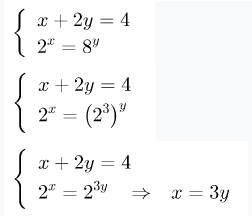 x + 2y = 4
2^x = 8^y
x + 2y = 4
2^x = (2^3)^y
x + 2y = 4
2^x = 2^{3y} ⇒ x = 3y